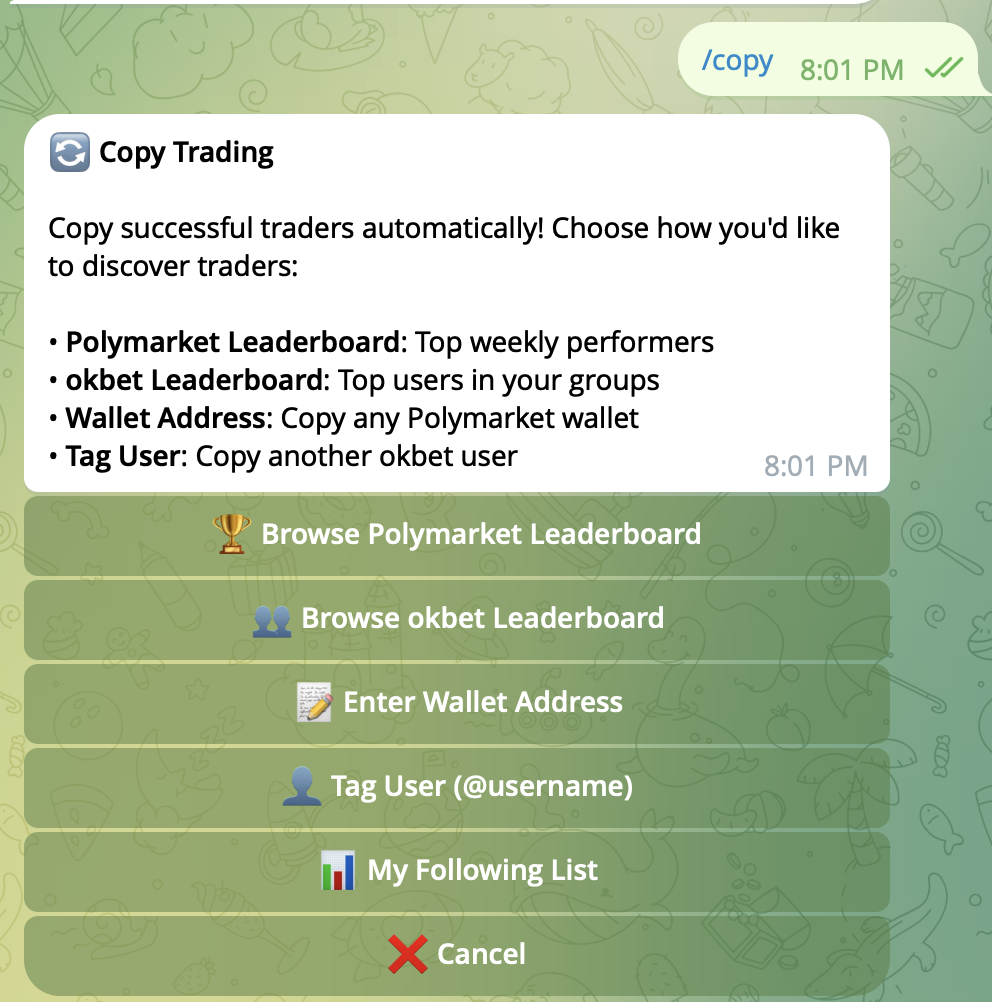 /copy 8:01 PM
Copy Trading
Copy successful traders automatically! Choose how you'd like
to discover traders:
• Polymarket Leaderboard: Top weekly performers
• okbet Leaderboard: Top users in your groups
• Wallet Address: Copy any Polymarket wallet
• Tag User: Copy another okbet user
8:01 PM
Browse Polymarket Leaderboard
Browse okbet Leaderboard
Enter Wallet Address
Tag User (@username)
My Following List
Cancel